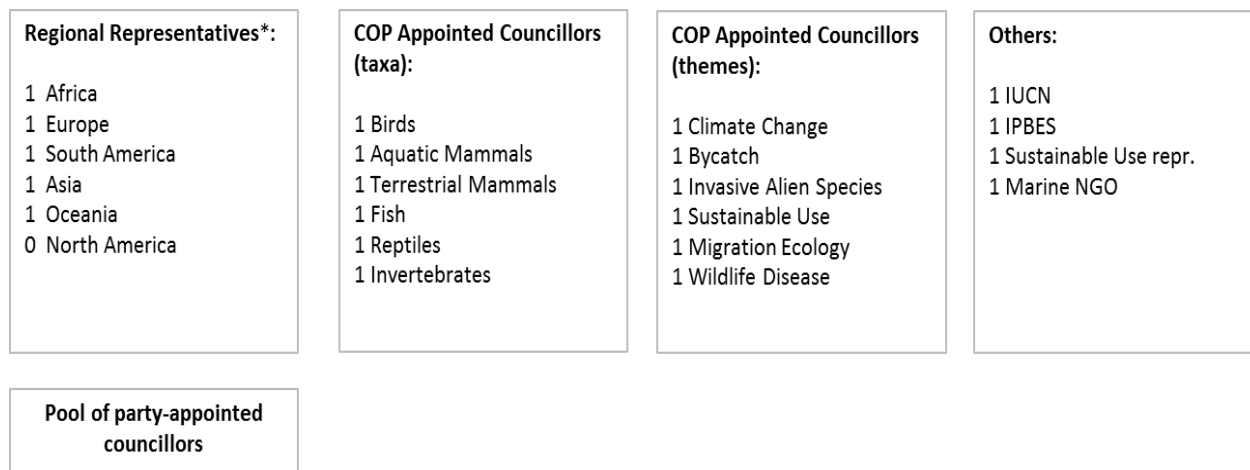 Regional Representatives*:
1 Africa
1 Europe
1 South America
1 Asia
1 Oceania
0 North America
COP Appointed Councillors
(taxa):
1 Birds
1 Aquatic Mammals
1 Terrestrial Mammals
1 Fish
1 Reptiles
1 Invertebrates
COP Appointed Councillors
(themes):
1 Climate Change
1 Bycatch
1 Invasive Alien Species
1 Sustainable Use
1 Migration Ecology
1 Wildlife Disease
Others:
1 IUCN
1 IPBES
1 Sustainable Use repr.
1 Marine NGO
Pool of party-appointed
councillors